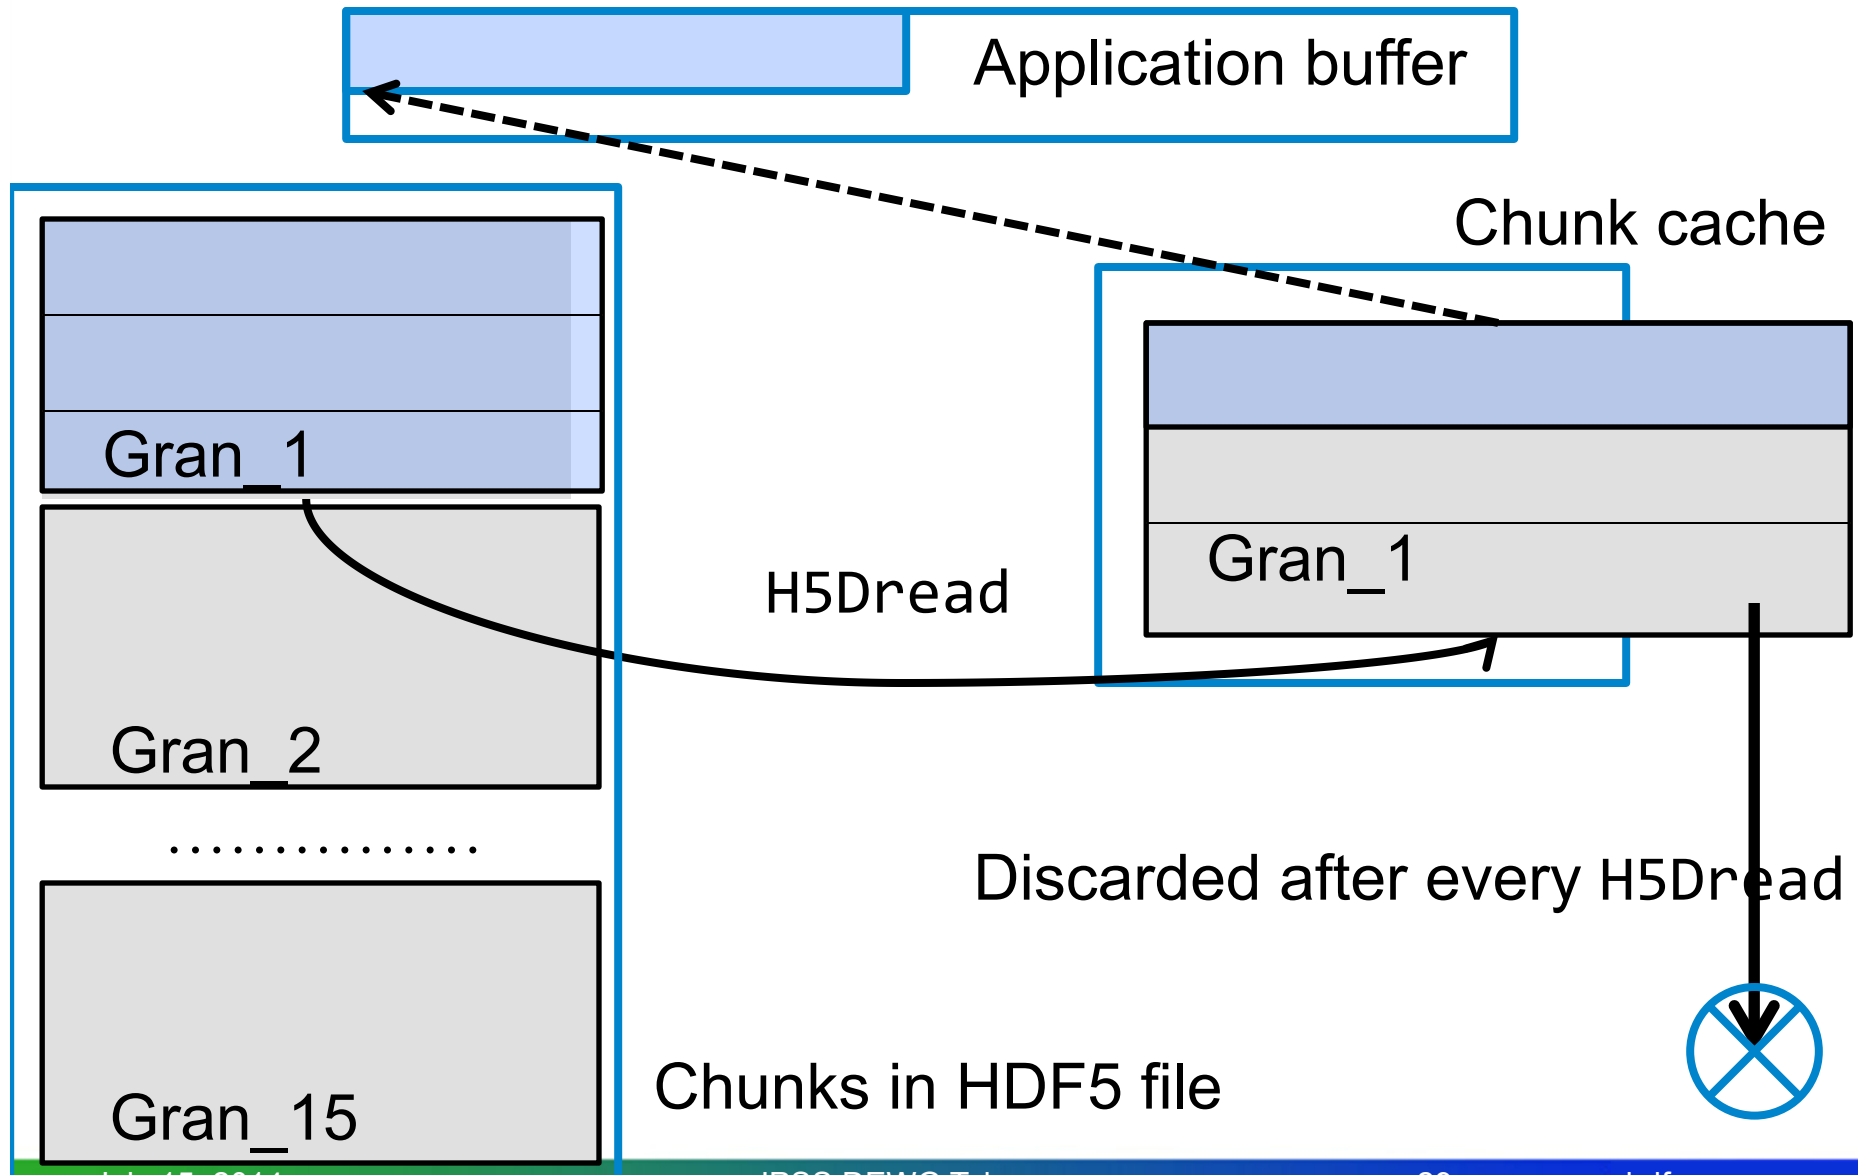 Application buffer
Chunk cache
Gran_1
H5Dread
Gran_1
Gran_2
...............
Discarded after every H5Dread
Chunks in HDF5 file
Gran_15